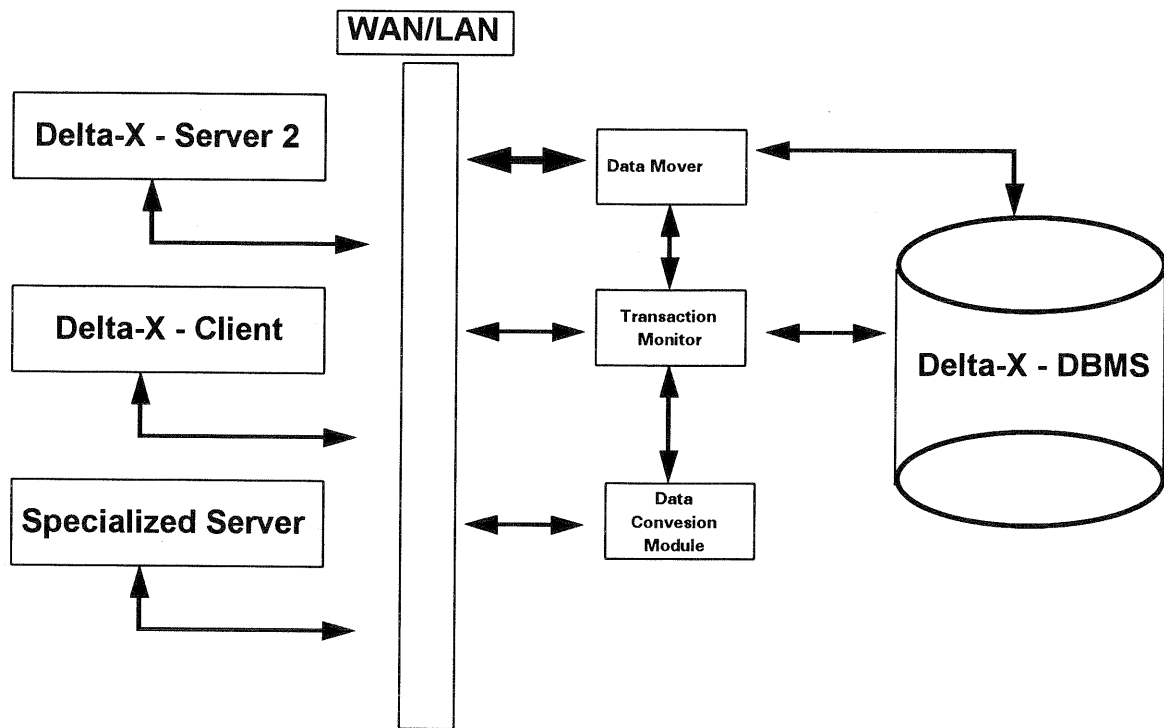 WAN/LAN
Delta-X - Server 2
Data Mover
Delta-X - Client
Transaction
Monitor
Delta-X - DBMS
Specialized Server
Data
Convesion
Module